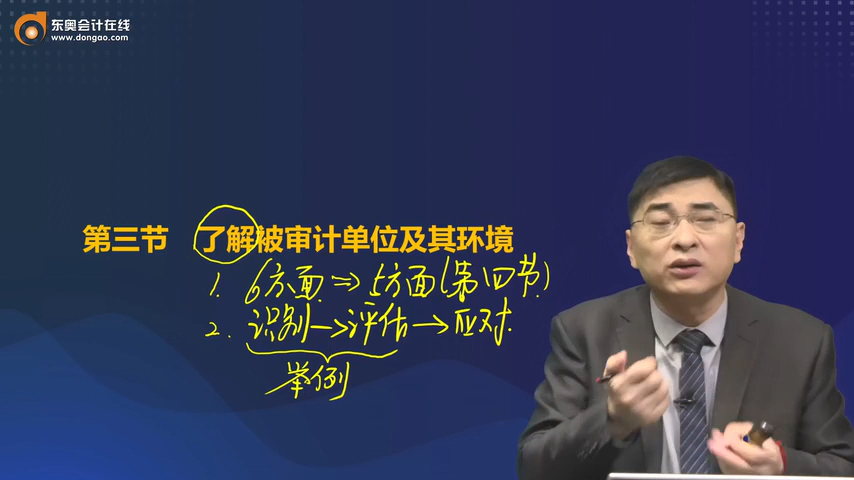 东奥会计在线
www.dongao.com
第三节 了解被审计单位及其环境
1. 6方面 => 5方面(第四节)
2. 识别→评估→应对
举例